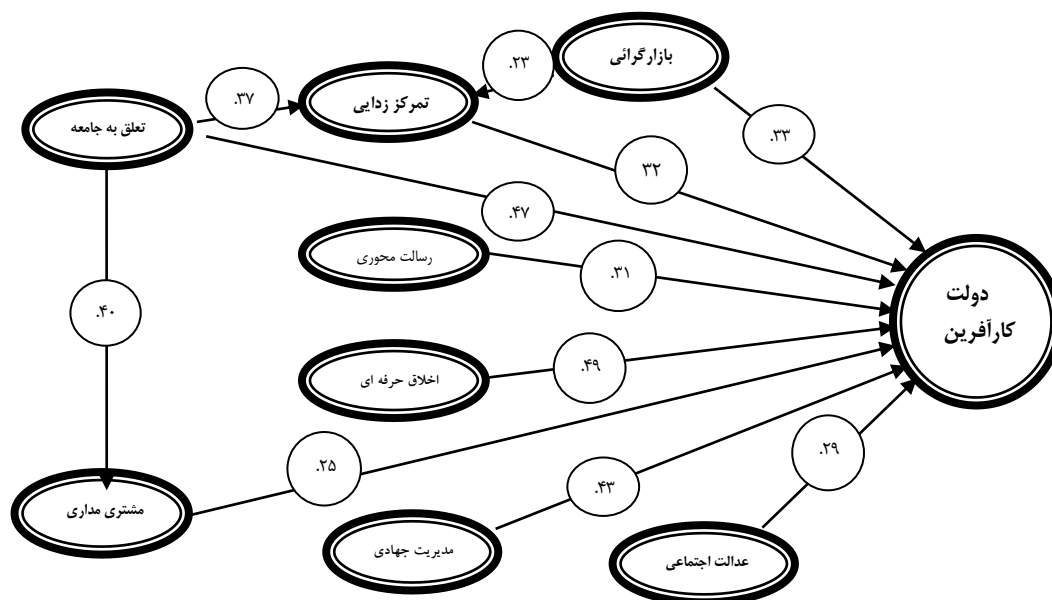 بازارگرائی
.۲۳
تمرکز زدایی
.۳۷
تعلق به جامعه
.۳۳
۳۲
.۴۷
رسالت محوری
.۳۱
دولت
کارآفرین
.۴۰
اخلاق حرفه ای
.۴۹
.۲۵
.۲۹
.۴۳
مشتری مداری
مدیریت جهادی
عدالت اجتماعی